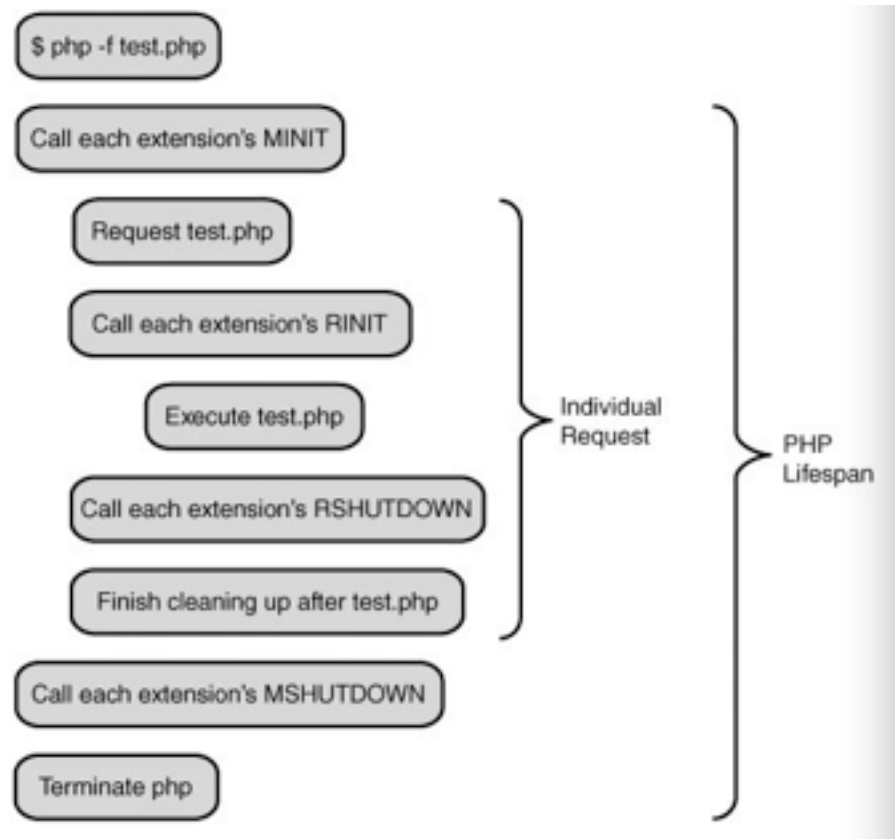 $ php -f test.php
Call each extension's MINIT
Request test.php
Call each extension's RINIT
Execute test.php
Individual
Request
PHP
Lifespan
Call each extension's RSHUTDOWN
Finish cleaning up after test.php
Call each extension's MSHUTDOWN
Terminate php